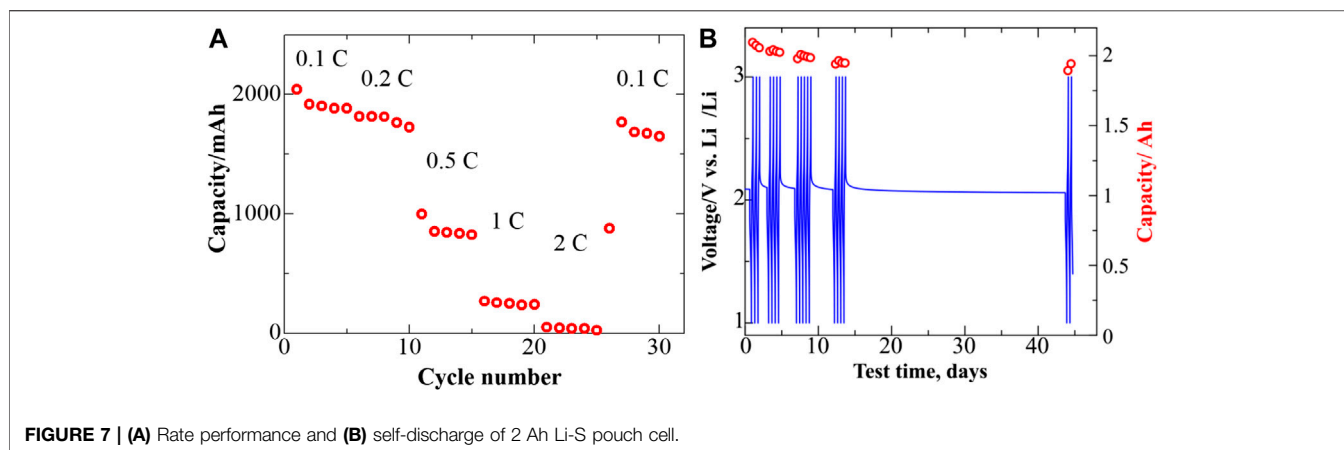 A
0.1 C
0.2 C
0.1 C
0.5 C
1 C
2 C
2000
1000
0
0
10
20
30
Capacity/mAh
Cycle number
B
3
2
1
2
1.5
1
0.5
0
0
10
20
30
40
Voltage/V vs. Li /Li
Capacity/ Ah
Test time, days
FIGURE 7 | (A) Rate performance and (B) self-discharge of 2 Ah Li-S pouch cell.